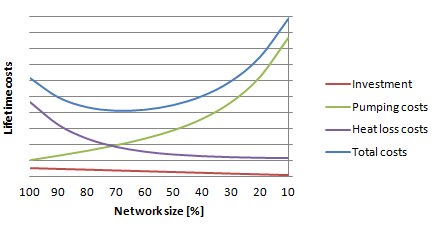 Lifetime costs
Investment
Pumping costs
Heat loss costs
Total costs
100 90 80 70 60 50 40 30 20 10
Network size [%]